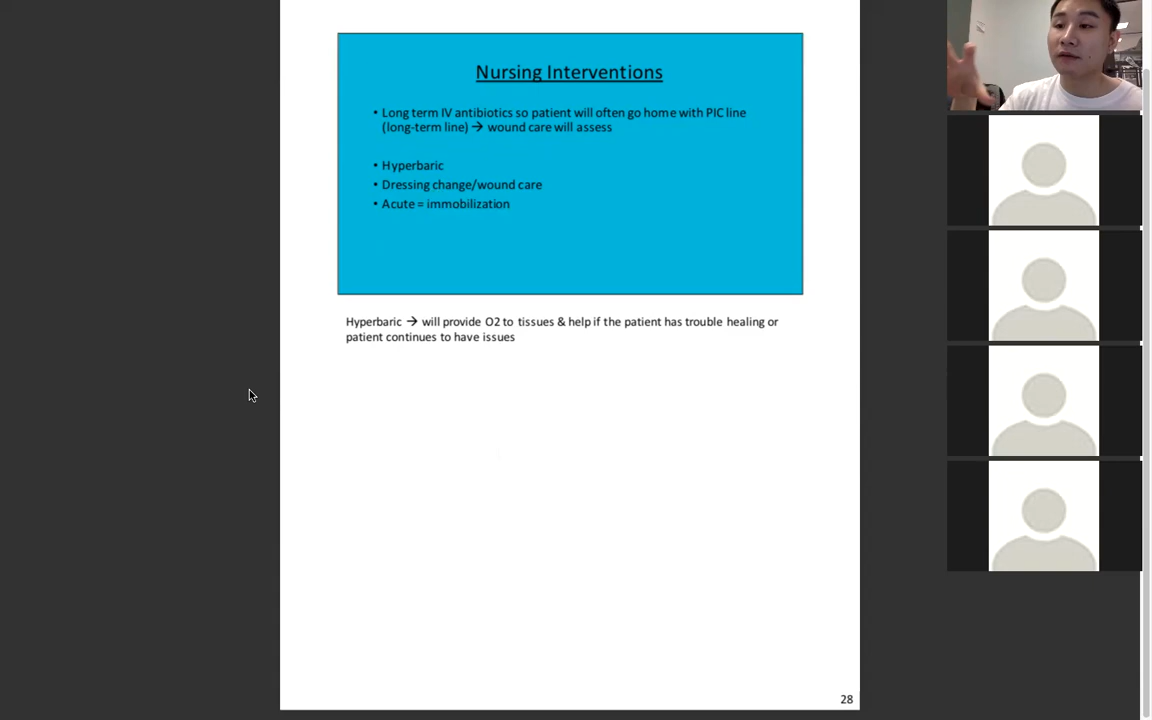 Nursing Interventions
• Long term IV antibiotics so patient will often go home with PIC line
(long-term line) → wound care will assess
• Hyperbaric
• Dressing change/wound care
• Acute = immobilization
Hyperbaric → will provide O2 to tissues & help if the patient has trouble healing or
patient continues to have issues
28